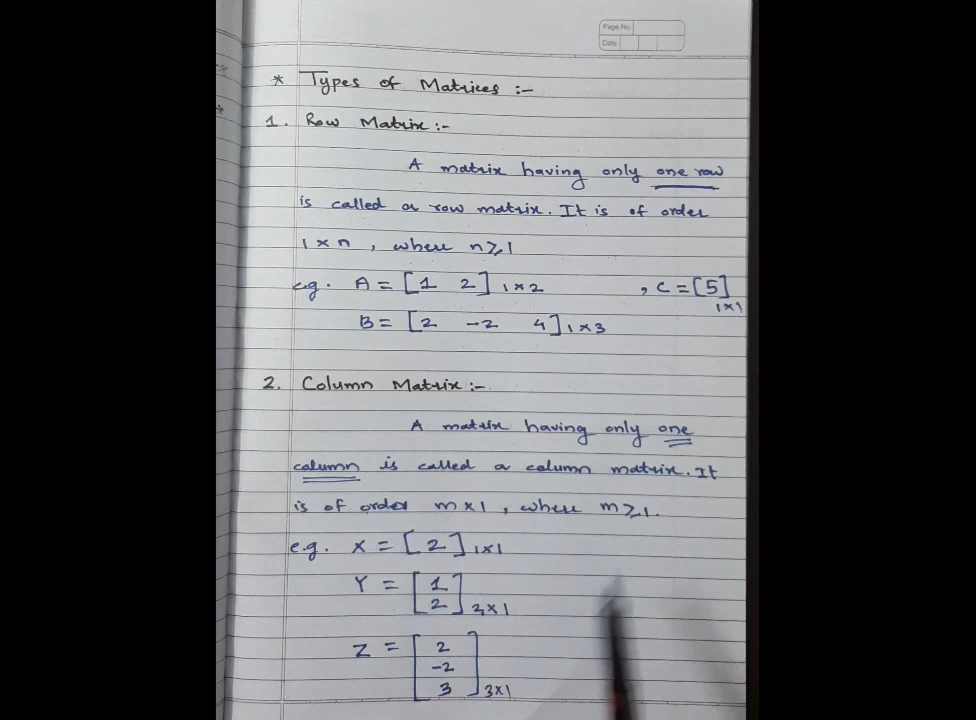 Page No.
Date
* Types of Matrices :-
1. Row Matrix :-
A matrix having only one row
is called a row matrix. It is of order
1 × n , where n ≥ 1
e.g. A = [1 2] 1×2 , C = [5] 1×1
B = [2 -2 4] 1×3
2. Column Matrix :-
A matrix having only one
column is called a column matrix. It
is of order m × 1 , where m ≥ 1.
e.g. X = [2] 1×1
Y = [1
2] 2×1
Z = [2
-2
3] 3×1